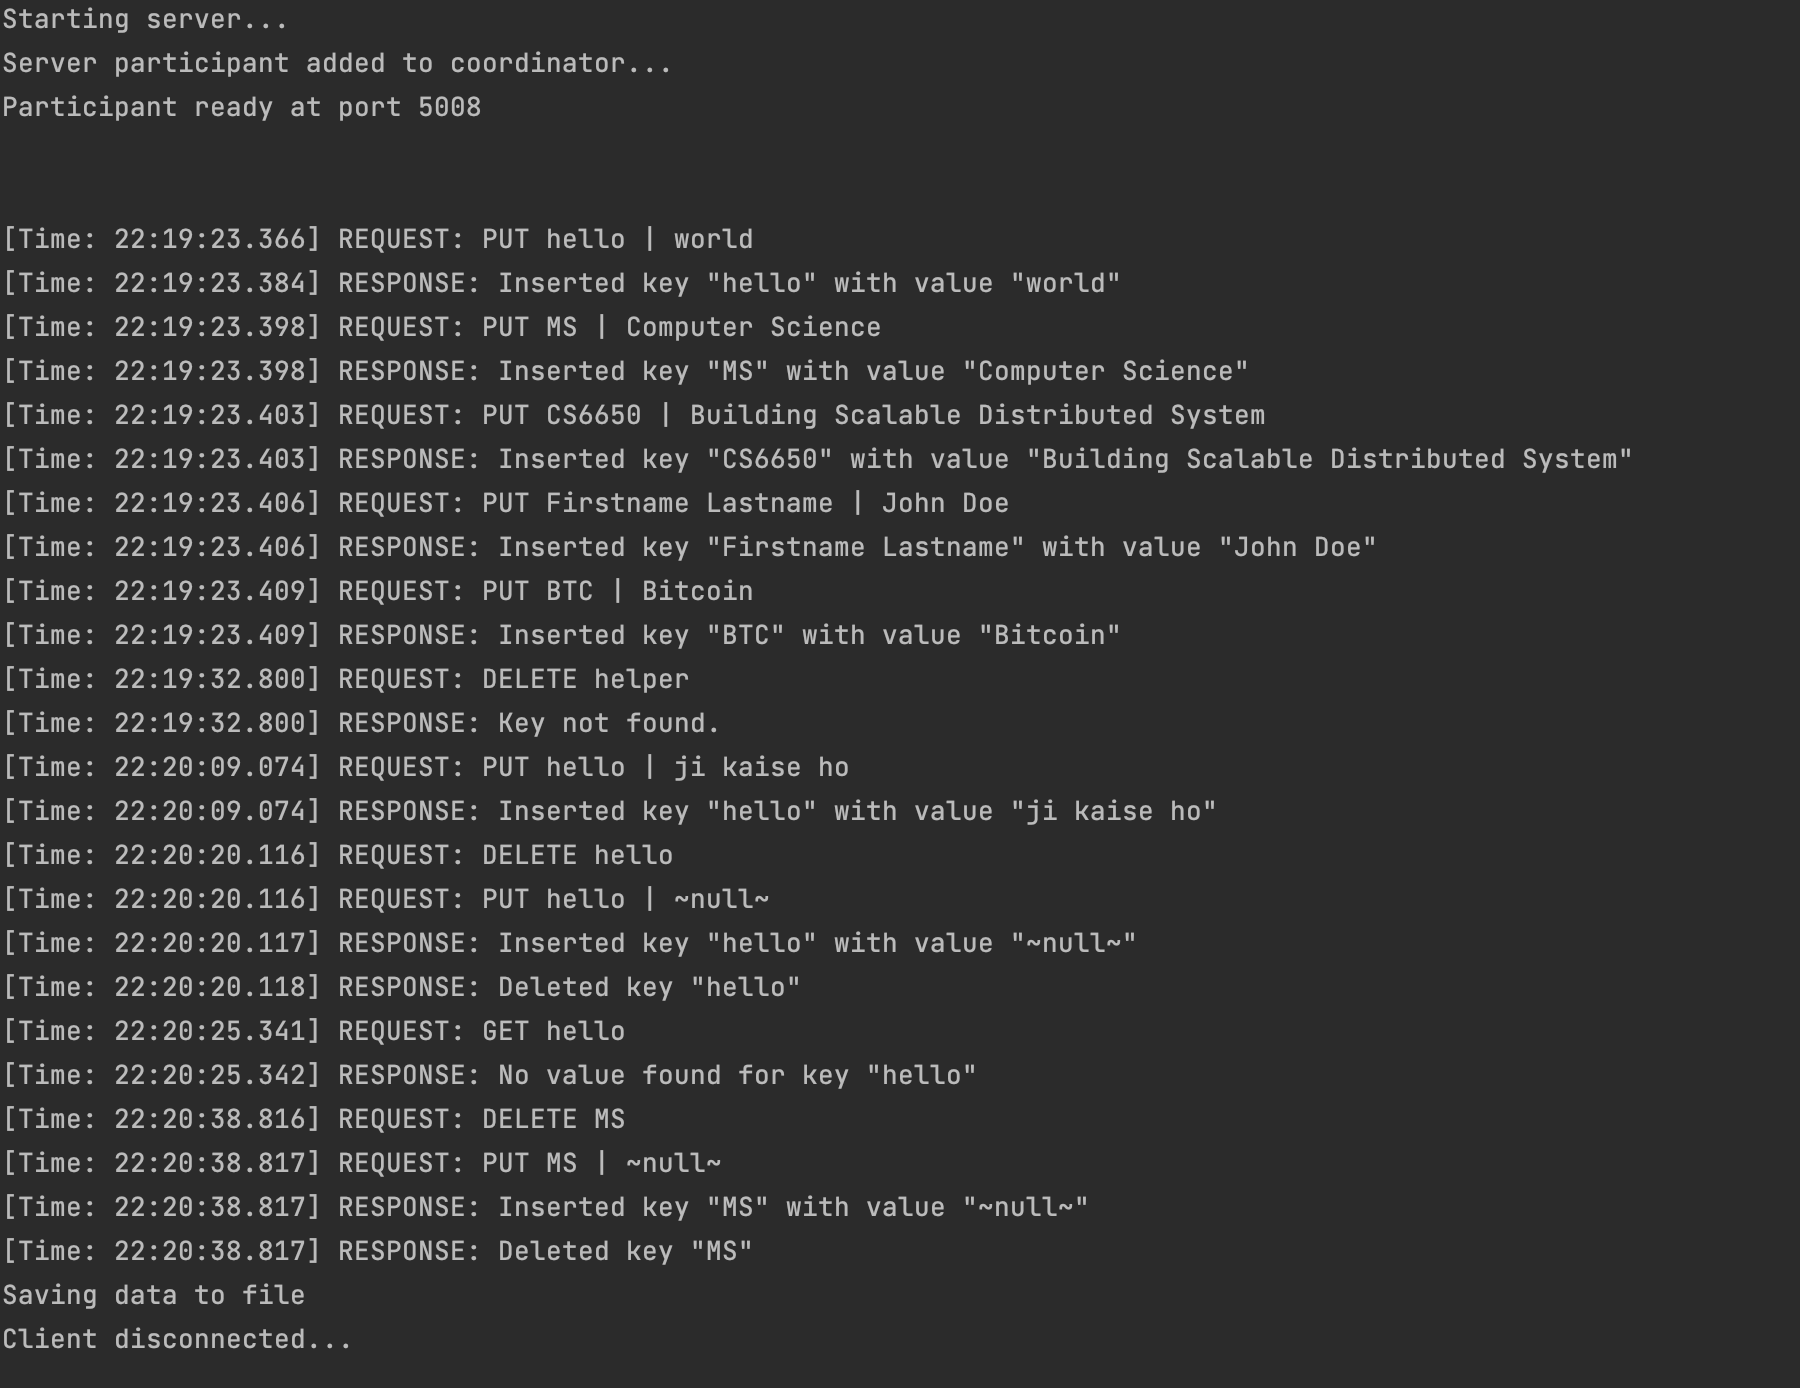 Starting server...
Server participant added to coordinator...
Participant ready at port 5008
[Time: 22:19:23.366] REQUEST: PUT hello | world
[Time: 22:19:23.384] RESPONSE: Inserted key "hello" with value "world"
[Time: 22:19:23.398] REQUEST: PUT MS | Computer Science
[Time: 22:19:23.398] RESPONSE: Inserted key "MS" with value "Computer Science"
[Time: 22:19:23.403] REQUEST: PUT CS6650 | Building Scalable Distributed System
[Time: 22:19:23.403] RESPONSE: Inserted key "CS6650" with value "Building Scalable Distributed System"
[Time: 22:19:23.406] REQUEST: PUT Firstname Lastname | John Doe
[Time: 22:19:23.406] RESPONSE: Inserted key "Firstname Lastname" with value "John Doe"
[Time: 22:19:23.409] REQUEST: PUT BTC | Bitcoin
[Time: 22:19:23.409] RESPONSE: Inserted key "BTC" with value "Bitcoin"
[Time: 22:19:32.800] REQUEST: DELETE helper
[Time: 22:19:32.800] RESPONSE: Key not found.
[Time: 22:20:09.074] REQUEST: PUT hello | ji kaise ho
[Time: 22:20:09.074] RESPONSE: Inserted key "hello" with value "ji kaise ho"
[Time: 22:20:20.116] REQUEST: DELETE hello
[Time: 22:20:20.116] REQUEST: PUT hello | ~null~
[Time: 22:20:20.117] RESPONSE: Inserted key "hello" with value "~null~"
[Time: 22:20:20.118] RESPONSE: Deleted key "hello"
[Time: 22:20:25.341] REQUEST: GET hello
[Time: 22:20:25.342] RESPONSE: No value found for key "hello"
[Time: 22:20:38.816] REQUEST: DELETE MS
[Time: 22:20:38.817] REQUEST: PUT MS | ~null~
[Time: 22:20:38.817] RESPONSE: Inserted key "MS" with value "~null~"
[Time: 22:20:38.817] RESPONSE: Deleted key "MS"
Saving data to file
Client disconnected...